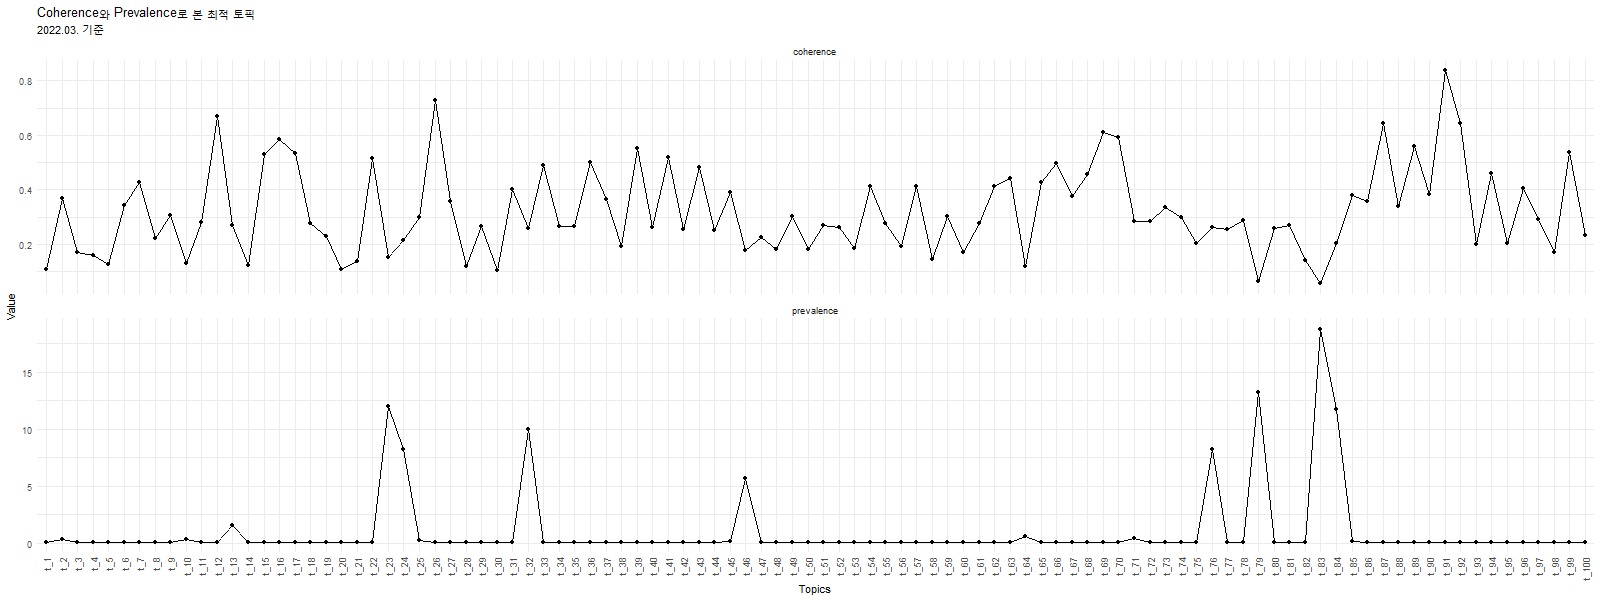 Coherence와 Prevalence로 본 최적 토픽
2022.03. 기준
coherence
0.8
0.6
0.4
0.2
Value
prevalence
15
10
5
0
t_1 t_2 t_3 t_4 t_5 t_6 t_7 t_8 t_9 t_10 t_11 t_12 t_13 t_14 t_15 t_16 t_17 t_18 t_19 t_20 t_21 t_22 t_23 t_24 t_25 t_26 t_27 t_28 t_29 t_30 t_31 t_32 t_33 t_34 t_35 t_36 t_37 t_38 t_39 t_40 t_41 t_42 t_43 t_44 t_45 t_46 t_47 t_48 t_49 t_50 t_51 t_52 t_53 t_54 t_55 t_56 t_57 t_58 t_59 t_60 t_61 t_62 t_63 t_64 t_65 t_66 t_67 t_68 t_69 t_70 t_71 t_72 t_73 t_74 t_75 t_76 t_77 t_78 t_79 t_80 t_81 t_82 t_83 t_84 t_85 t_86 t_87 t_88 t_89 t_90 t_91 t_92 t_93 t_94 t_95 t_96 t_97 t_98 t_99 t_100
Topics